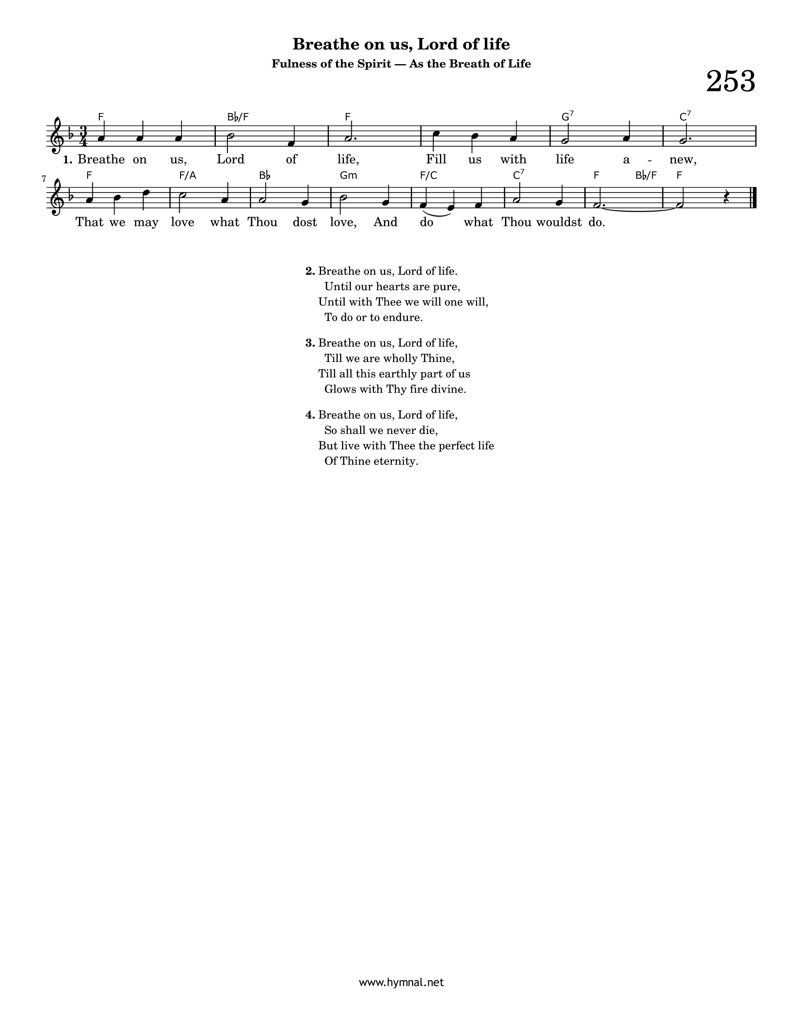 Breathe on us, Lord of life
Fulness of the Spirit — As the Breath of Life
253
F B♭/F F G7 C7
3 4
1. Breathe on us, Lord of life, Fill us with life a - new,
7 F F/A B♭ Gm F/C C7 F B♭/F F
That we may love what Thou dost love, And do what Thou wouldst do.
2. Breathe on us, Lord of life.
Until our hearts are pure,
Until with Thee we will one will,
To do or to endure.
3. Breathe on us, Lord of life,
Till we are wholly Thine,
Till all this earthly part of us
Glows with Thy fire divine.
4. Breathe on us, Lord of life,
So shall we never die,
But live with Thee the perfect life
Of Thine eternity.
www.hymnal.net